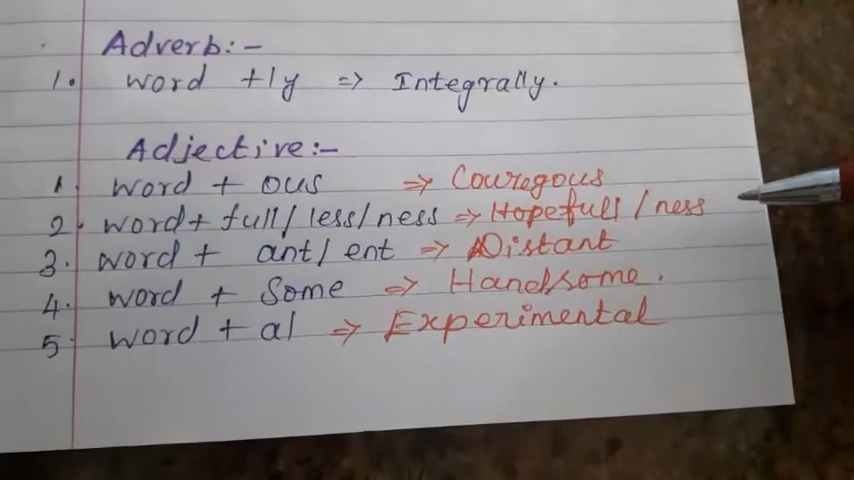 Adverb:-
1. word +ly => Integrally.
Adjective:-
1. word + ous => Couregous
2. word + full/less/ness => Hopefull/ness
3. word + ant/ent => Distant
4. word + Some => Handsome.
5. word + al => Experimental